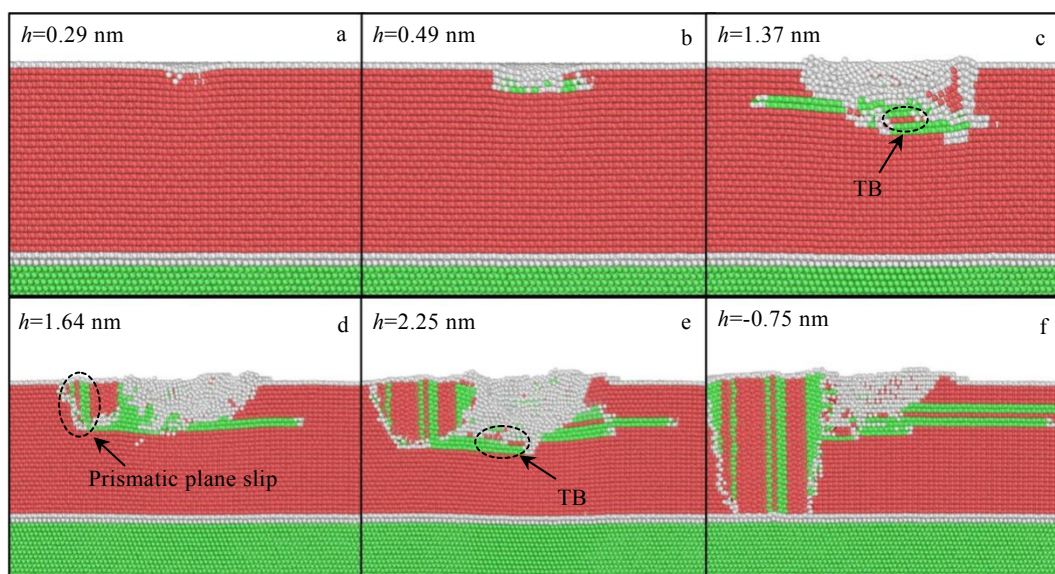 h=0.29 nm a
h=0.49 nm b
h=1.37 nm c
TB
h=1.64 nm d
Prismatic plane slip
h=2.25 nm e
TB
h=-0.75 nm f